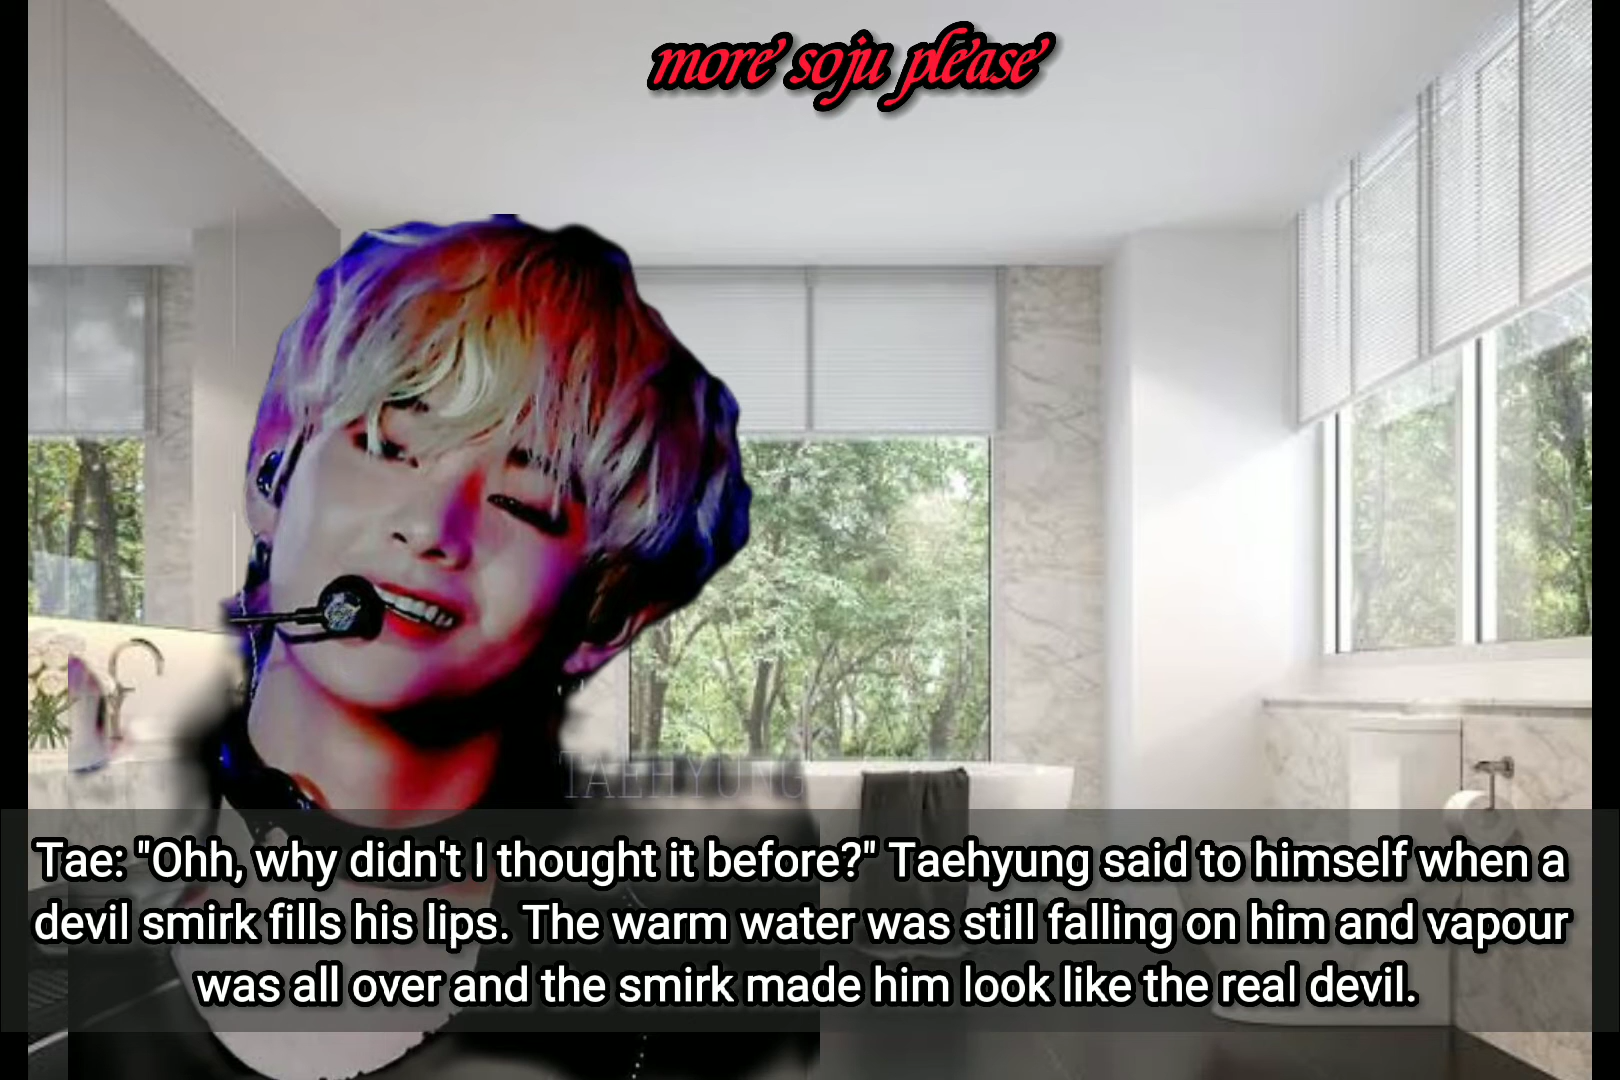 more soju please
TAEHYUNG
Tae: "Ohh, why didn't I thought it before?" Taehyung said to himself when a
devil smirk fills his lips. The warm water was still falling on him and vapour
was all over and the smirk made him look like the real devil.